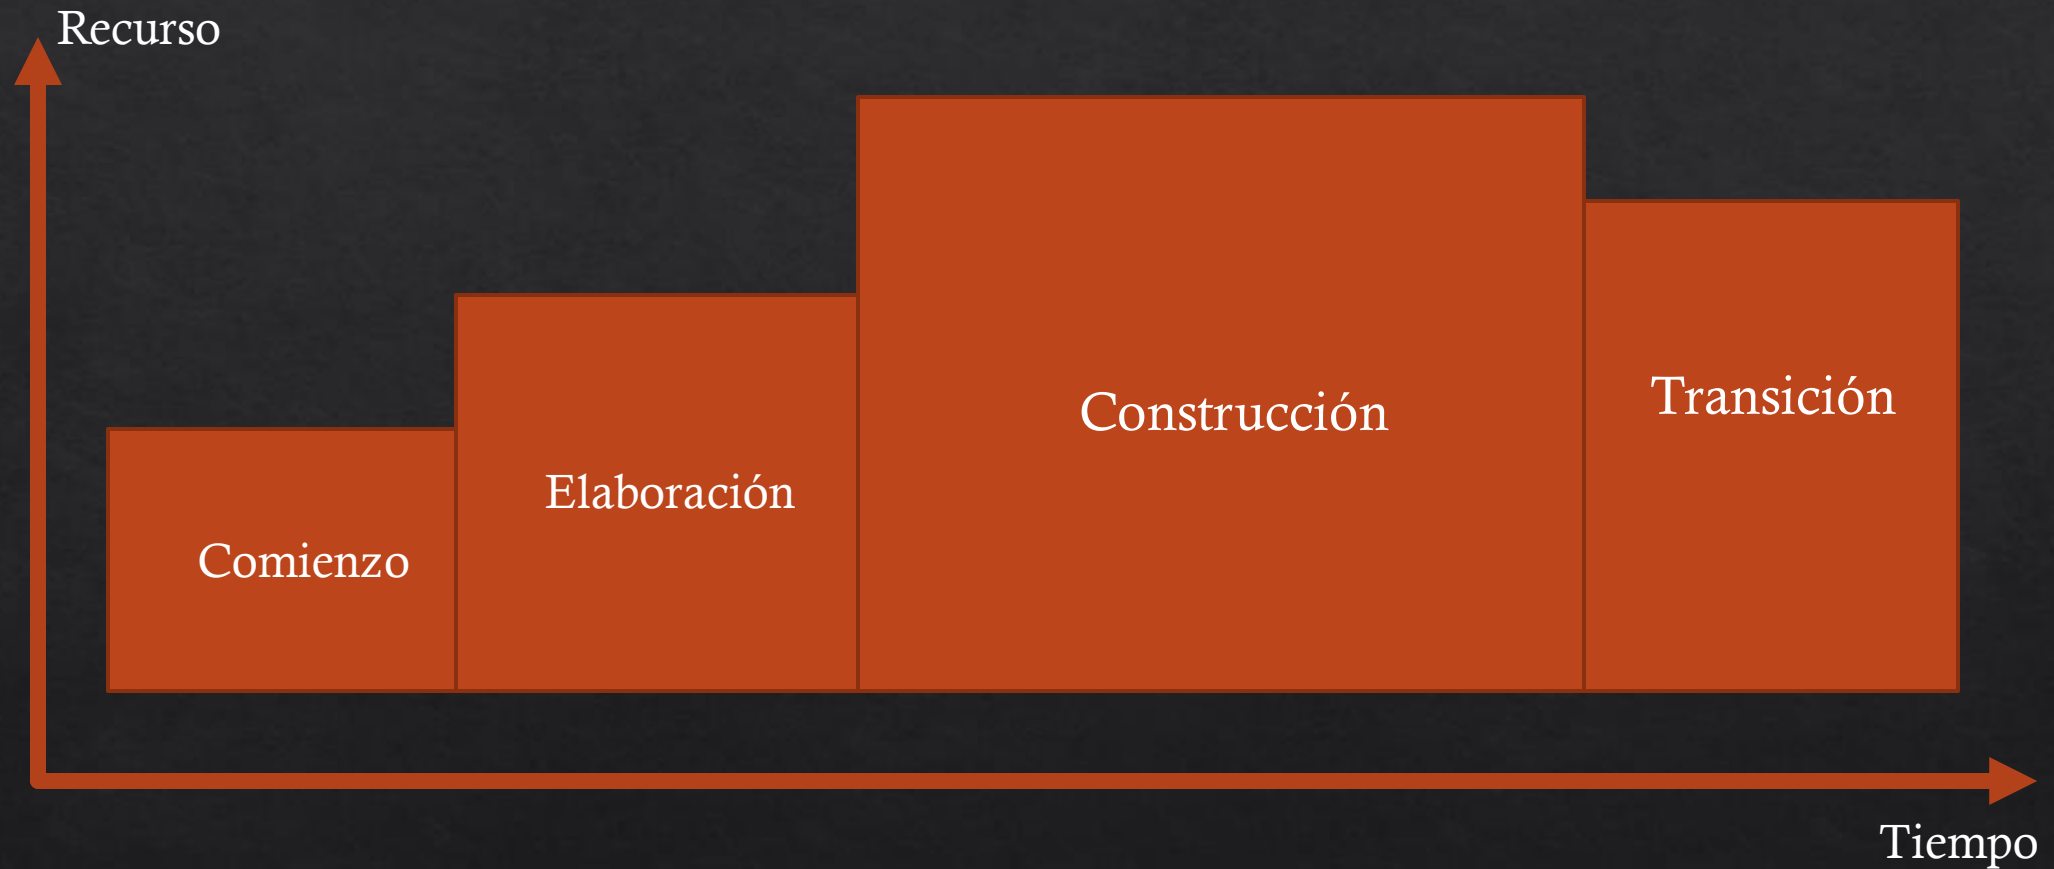 Recurso
Comienzo
Elaboración
Construcción
Transición
Tiempo